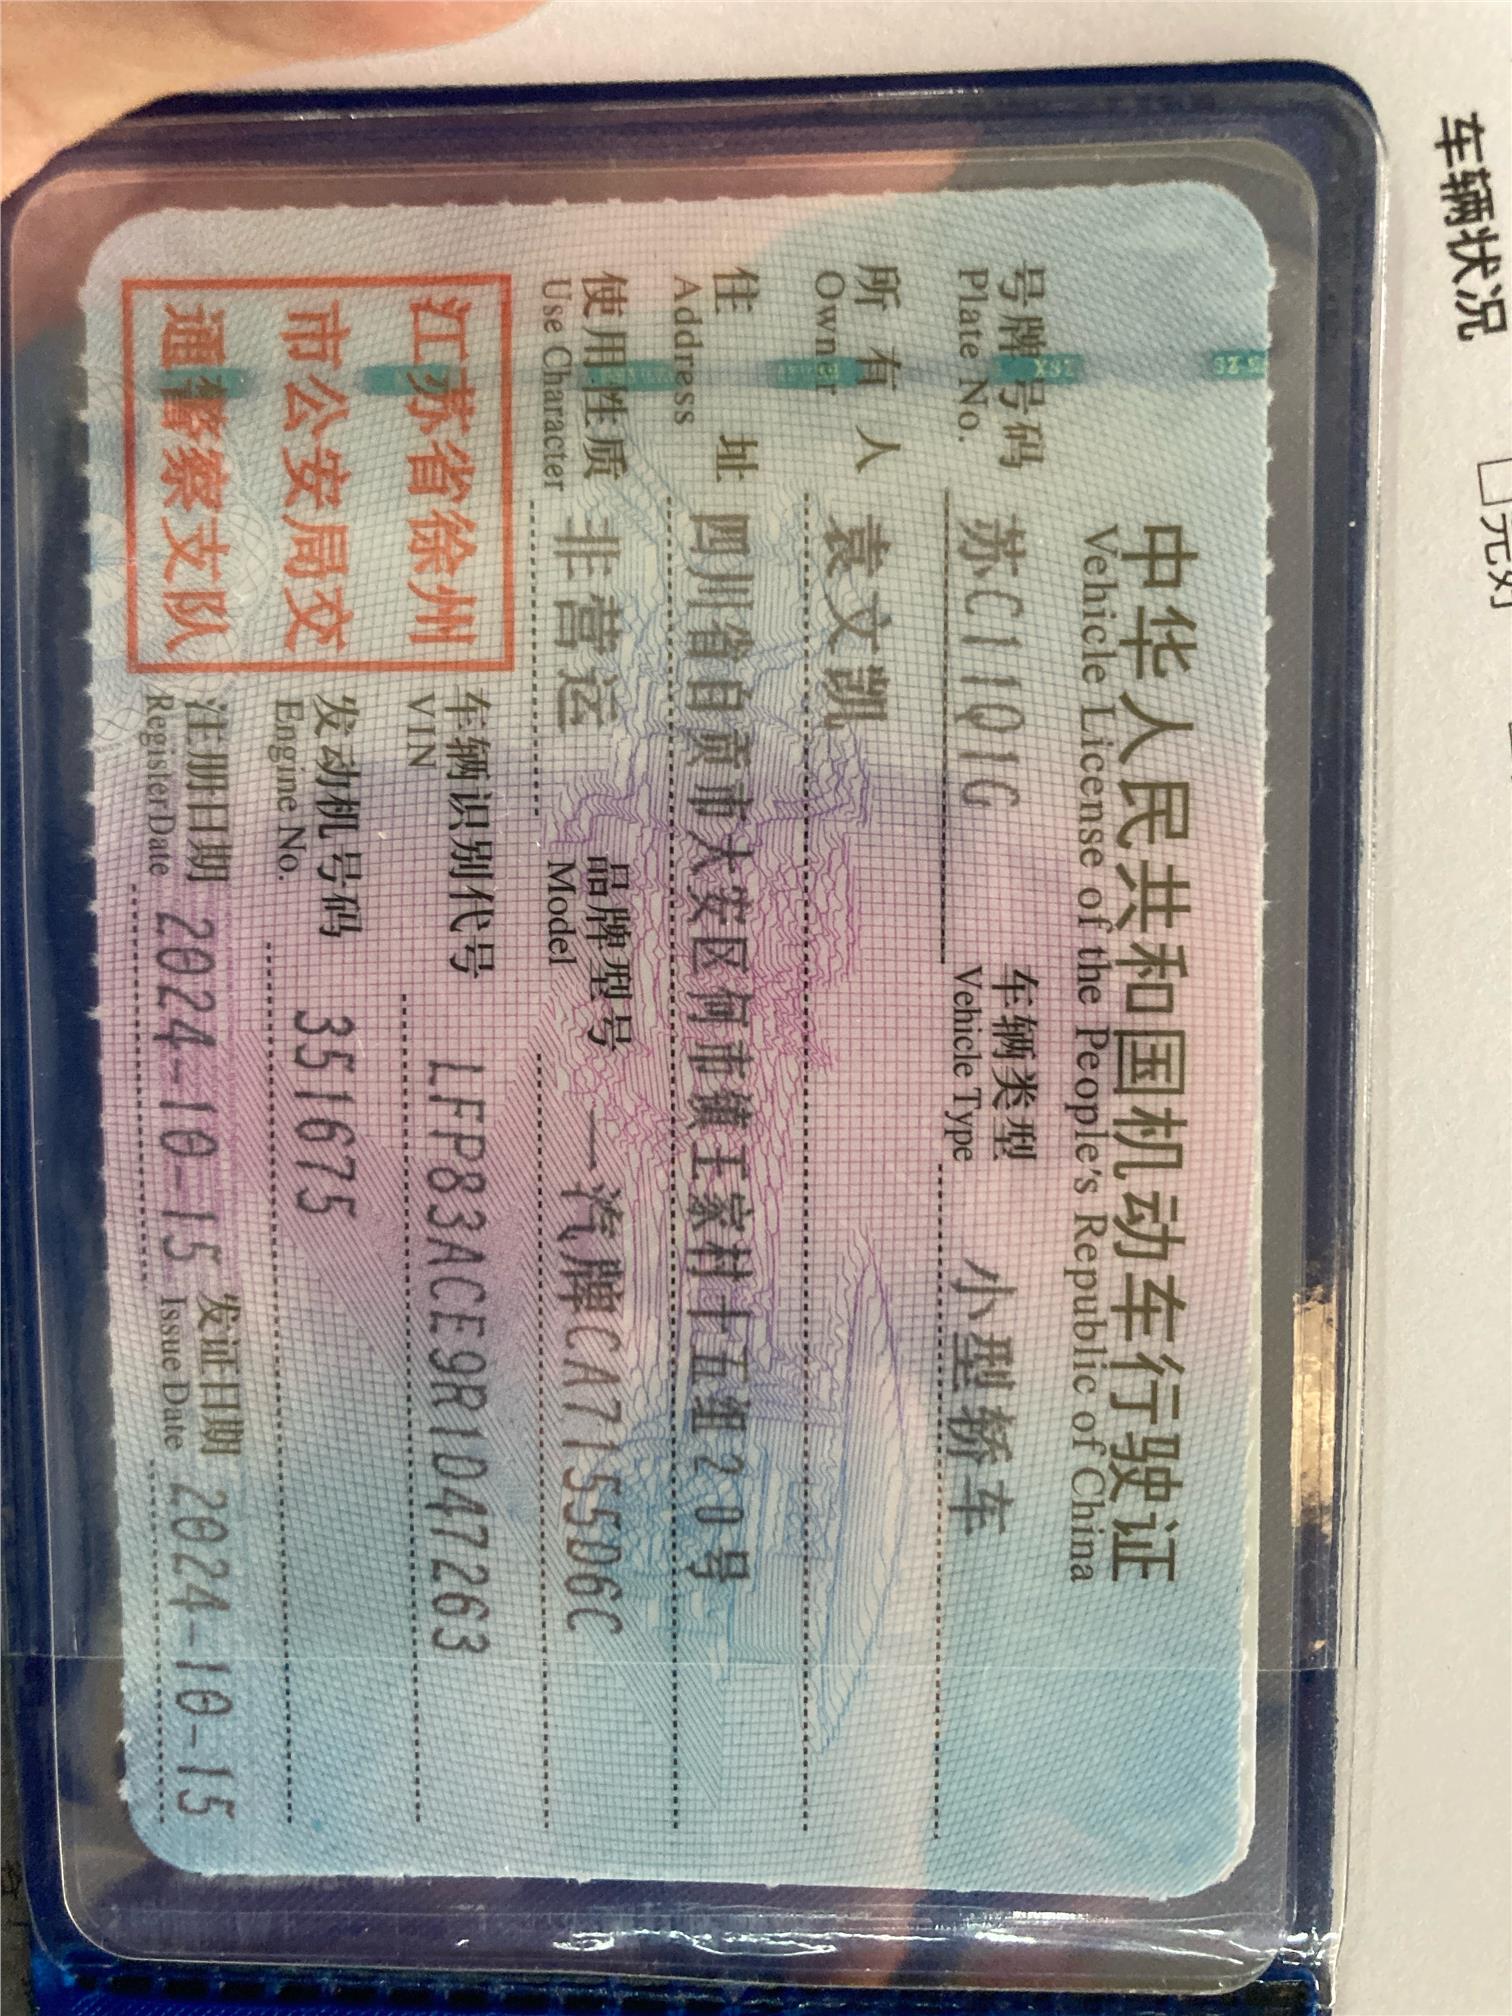 中华人民共和国机动车行驶证
Vehicle License of the People's Republic of China
号牌号码 苏C11Q1G 车辆类型 小型轿车
Plate No. Vehicle Type
所有人 袁文凯
Owner
住址 四川省自贡市大安区何市镇王家村十五组20号
Address
使用性质 非营运 品牌型号 一汽牌CA7155D6C
Use Character Model
江苏省徐州
市公安局交
通警察支队
车辆识别代号 LFP83ACE9R1D47263
VIN
发动机号码 351675
Engine No.
注册日期 2024-10-15 发证日期 2024-10-15
Register Date Issue Date
车辆状况
完好